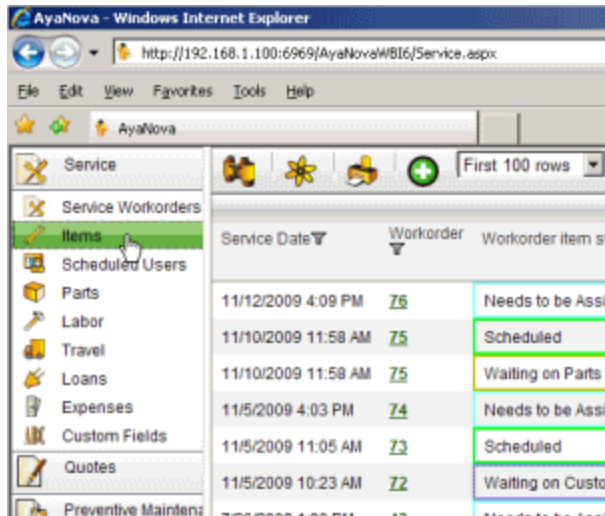 AyaNova - Windows Internet Explorer
http://192.168.1.100:6969/AyaNovaWBI6/Service.aspx
File Edit View Favorites Tools Help
AyaNova
Service
First 100 rows
Service Workorders
Items
Scheduled Users
Parts
Labor
Travel
Loans
Expenses
Custom Fields
Quotes
Preventive Maintena
Service Date Workorder Workorder item s
11/12/2009 4:09 PM 76 Needs to be Assi
11/10/2009 11:58 AM 75 Scheduled
11/10/2009 11:58 AM 75 Waiting on Parts
11/5/2009 4:03 PM 74 Needs to be Assi
11/5/2009 11:05 AM 73 Scheduled
11/5/2009 10:23 AM 72 Waiting on Custo